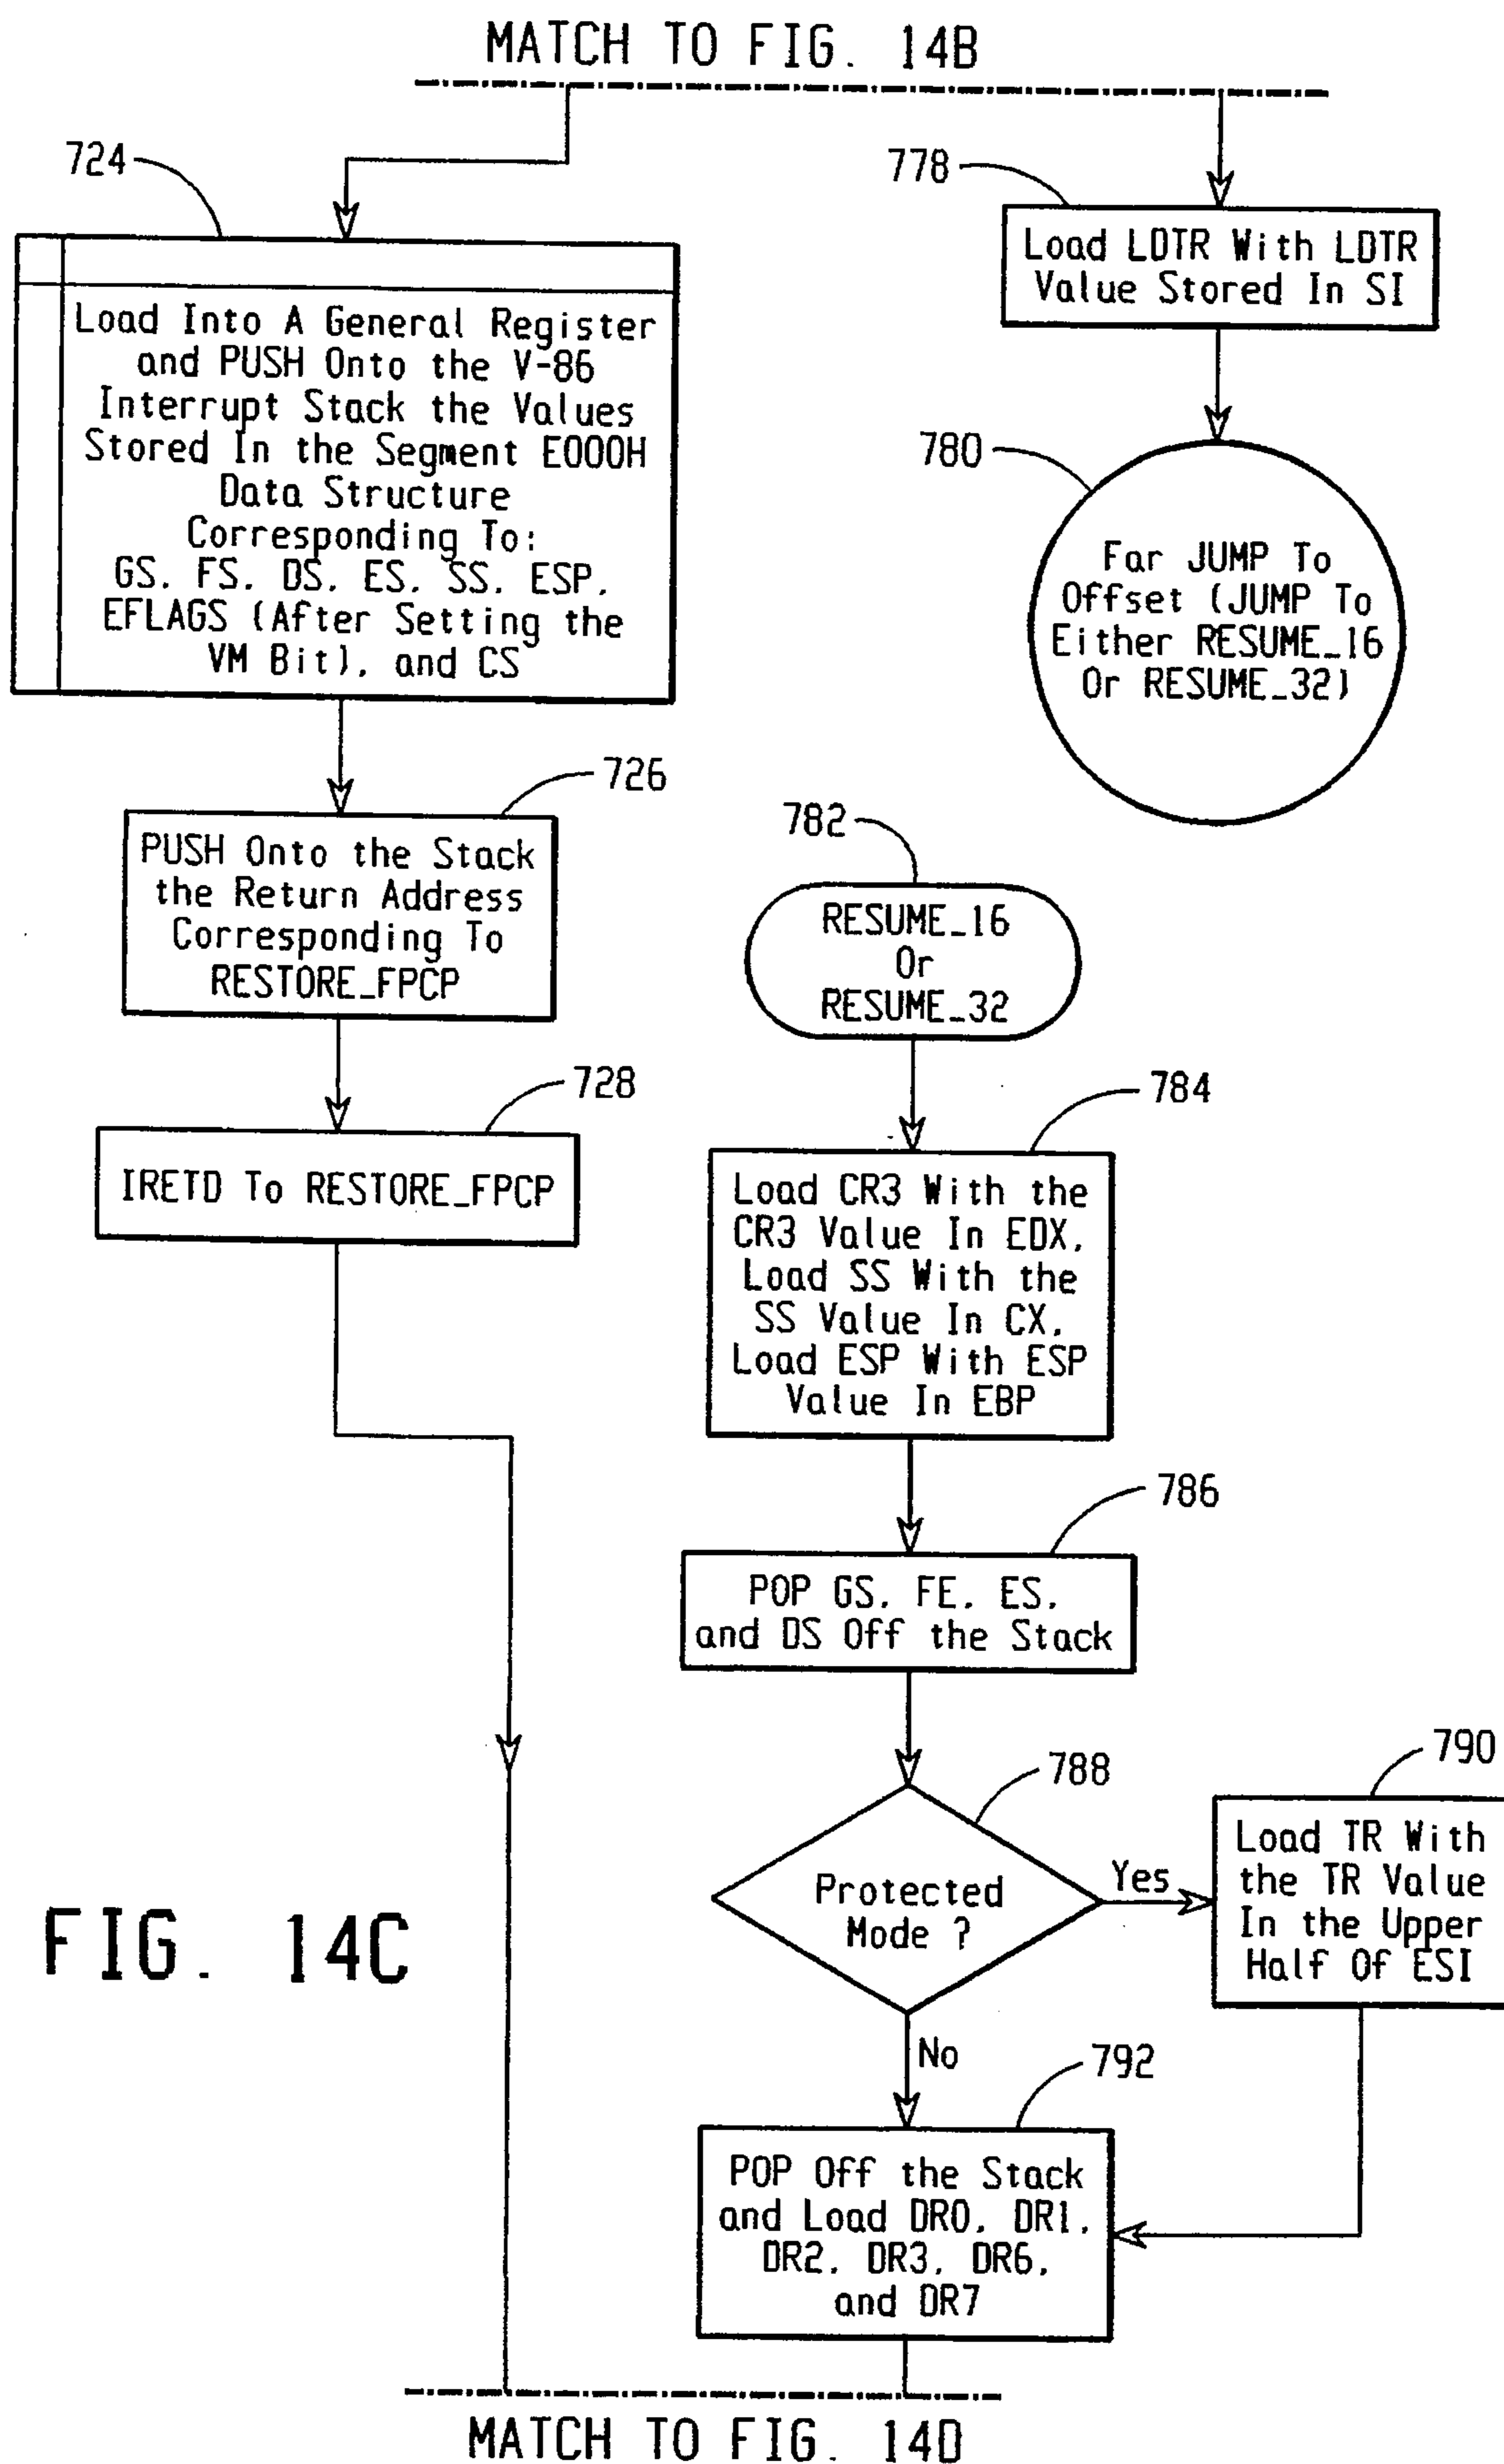 MATCH TO FIG. 14B
724
Load Into A General Register
and PUSH Onto the V-86
Interrupt Stack the Values
Stored In the Segment E000H
Data Structure
Corresponding To:
GS, FS, DS, ES, SS, ESP,
EFLAGS (After Setting the
VM Bit), and CS
726
PUSH Onto the Stack
the Return Address
Corresponding To
RESTORE_FPCP
728
IRETD To RESTORE_FPCP
778
Load LDTR With LDTR
Value Stored In SI
780
Far JUMP To
Offset (JUMP To
Either RESUME_16
Or RESUME_32)
782
RESUME_16
Or
RESUME_32
784
Load CR3 With the
CR3 Value In EDX,
Load SS With the
SS Value In CX,
Load ESP With ESP
Value In EBP
786
POP GS, FE, ES,
and DS Off the Stack
788
Protected
Mode ?
Yes
790
Load TR With
the TR Value
In the Upper
Half Of ESI
No
792
POP Off the Stack
and Load DR0, DR1,
DR2, DR3, DR6,
and DR7
FIG. 14C
MATCH TO FIG. 14D